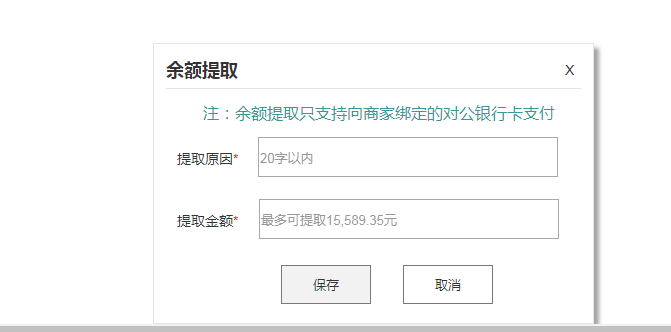 余额提取 X
注：余额提取只支持向商家绑定的对公银行卡支付
提取原因* 20字以内
提取金额* 最多可提取15,589.35元
保存 取消